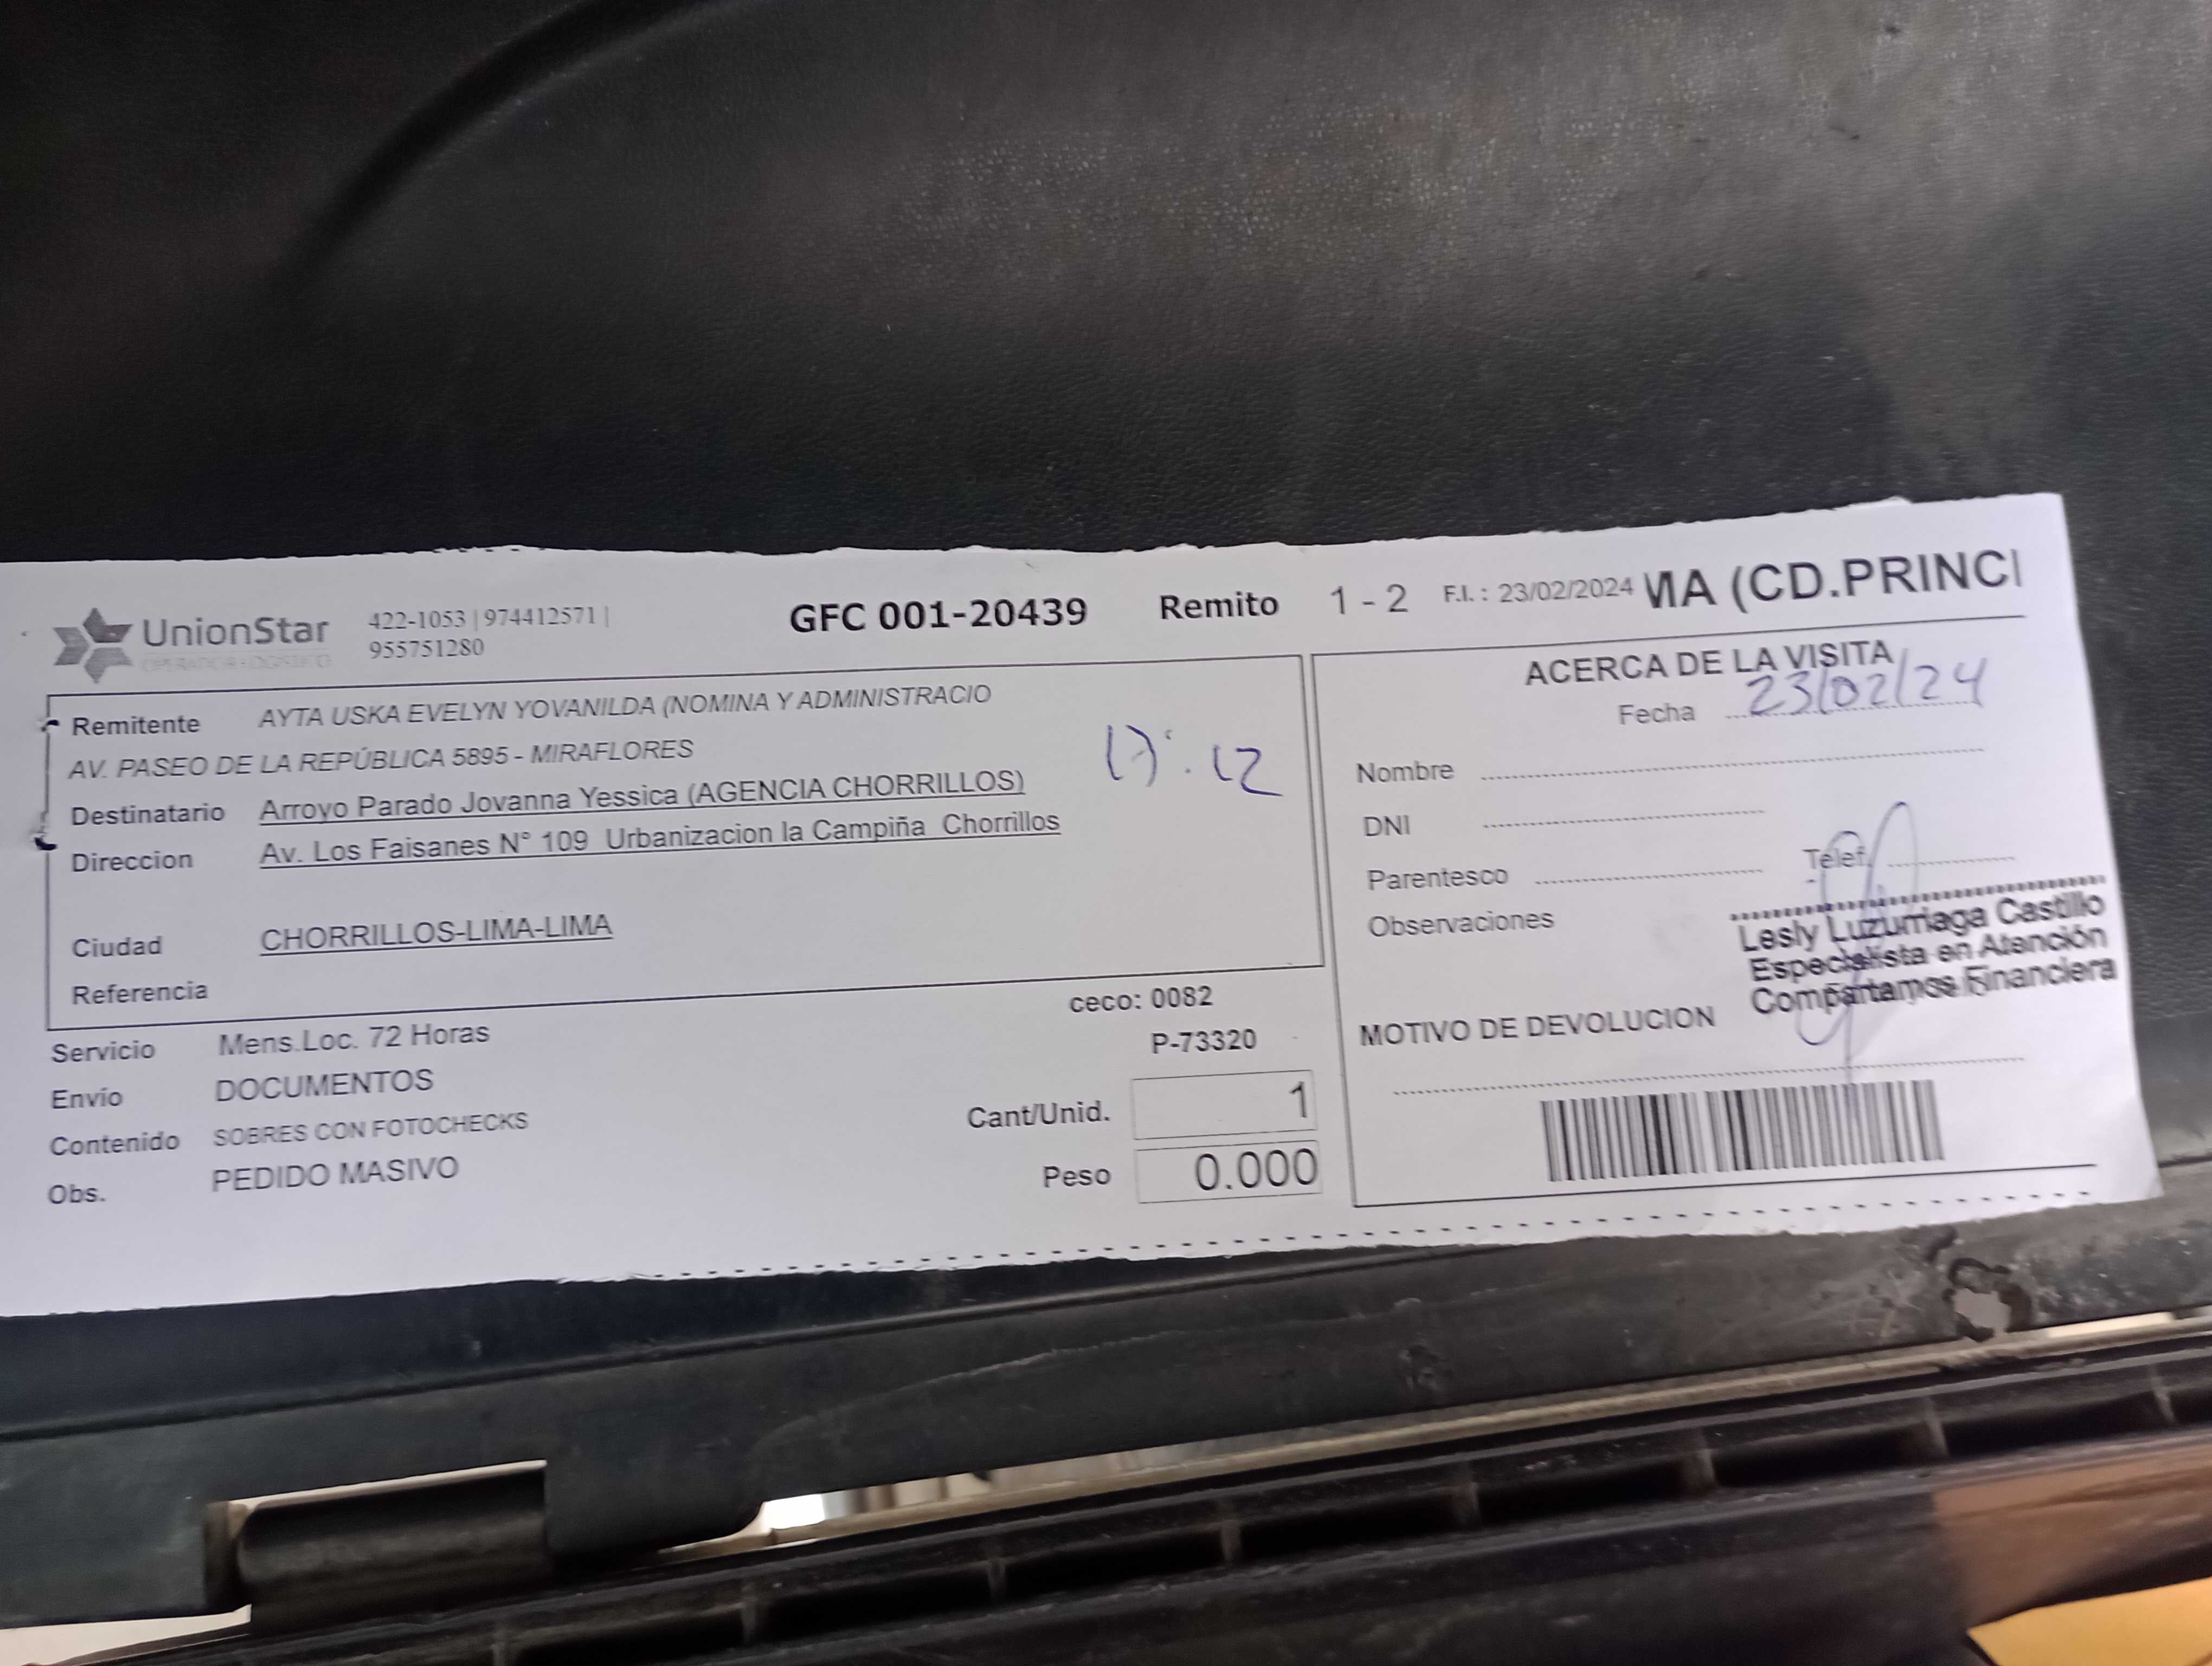 UnionStar
OPERADOR LOGISTICO
422-1053 | 974412571 |
955751280
GFC 001-20439 Remito 1 - 2 F.I. : 23/02/2024 MA (CD.PRINCI
Remitente AYTA USKA EVELYN YOVANILDA (NOMINA Y ADMINISTRACIO
AV. PASEO DE LA REPÚBLICA 5895 - MIRAFLORES
17:12
Destinatario Arroyo Parado Jovanna Yessica (AGENCIA CHORRILLOS)
Direccion Av. Los Faisanes N° 109 Urbanizacion la Campiña Chorrillos
Ciudad CHORRILLOS-LIMA-LIMA
Referencia
ceco: 0082
Servicio Mens.Loc. 72 Horas
P-73320
Envío DOCUMENTOS
Cant/Unid. 1
Contenido SOBRES CON FOTOCHECKS
Peso 0.000
Obs. PEDIDO MASIVO
ACERCA DE LA VISITA
Fecha 23/02/24
Nombre
DNI
Parentesco Telef.
Observaciones
Lesly Luzurriaga Castillo
Especialista en Atención
Compartamos Financiera
MOTIVO DE DEVOLUCION